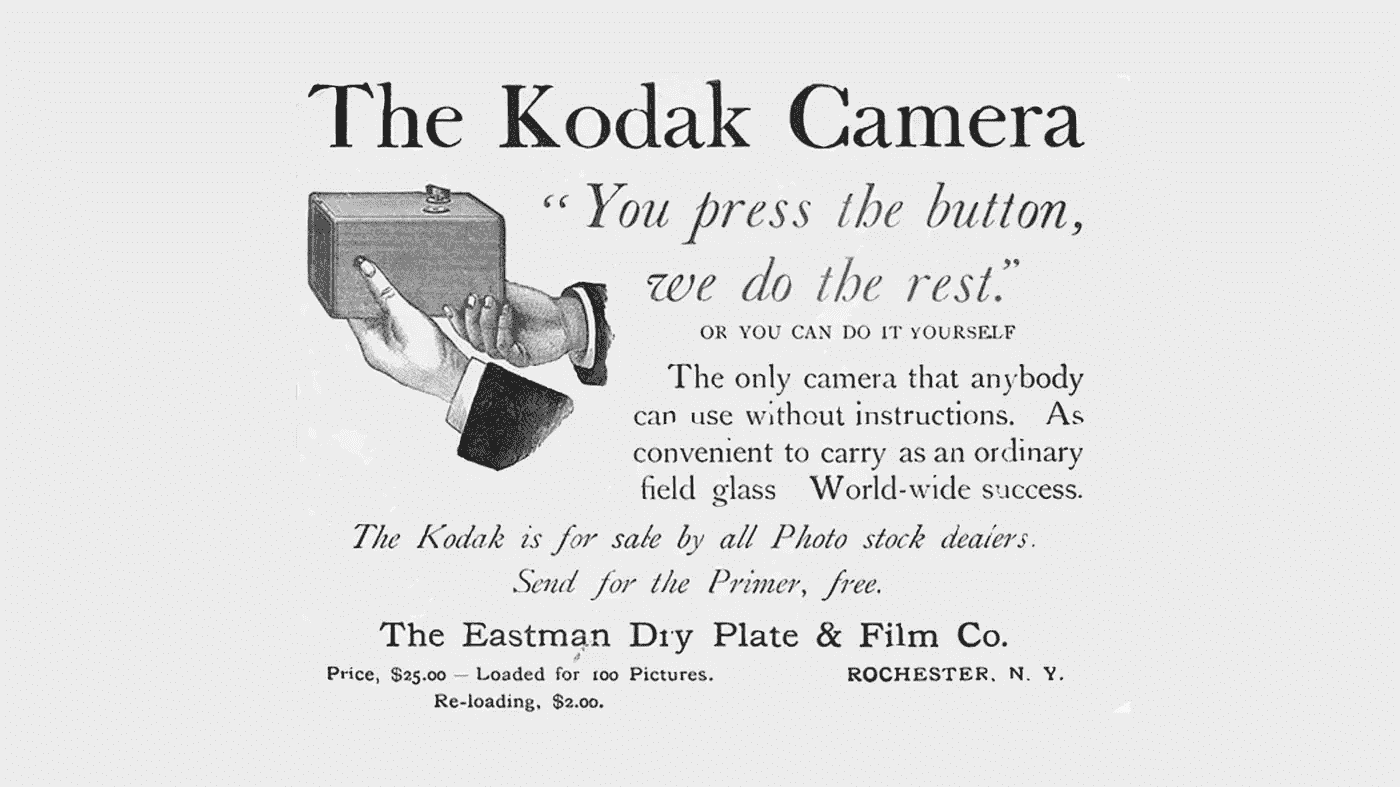 The Kodak Camera
“You press the button,
we do the rest.”
OR YOU CAN DO IT YOURSELF
The only camera that anybody
can use without instructions. As
convenient to carry as an ordinary
field glass World-wide success.
The Kodak is for sale by all Photo stock dealers.
Send for the Primer, free.
The Eastman Dry Plate & Film Co.
Price, $25.00 — Loaded for 100 Pictures. ROCHESTER, N. Y.
Re-loading, $2.00.